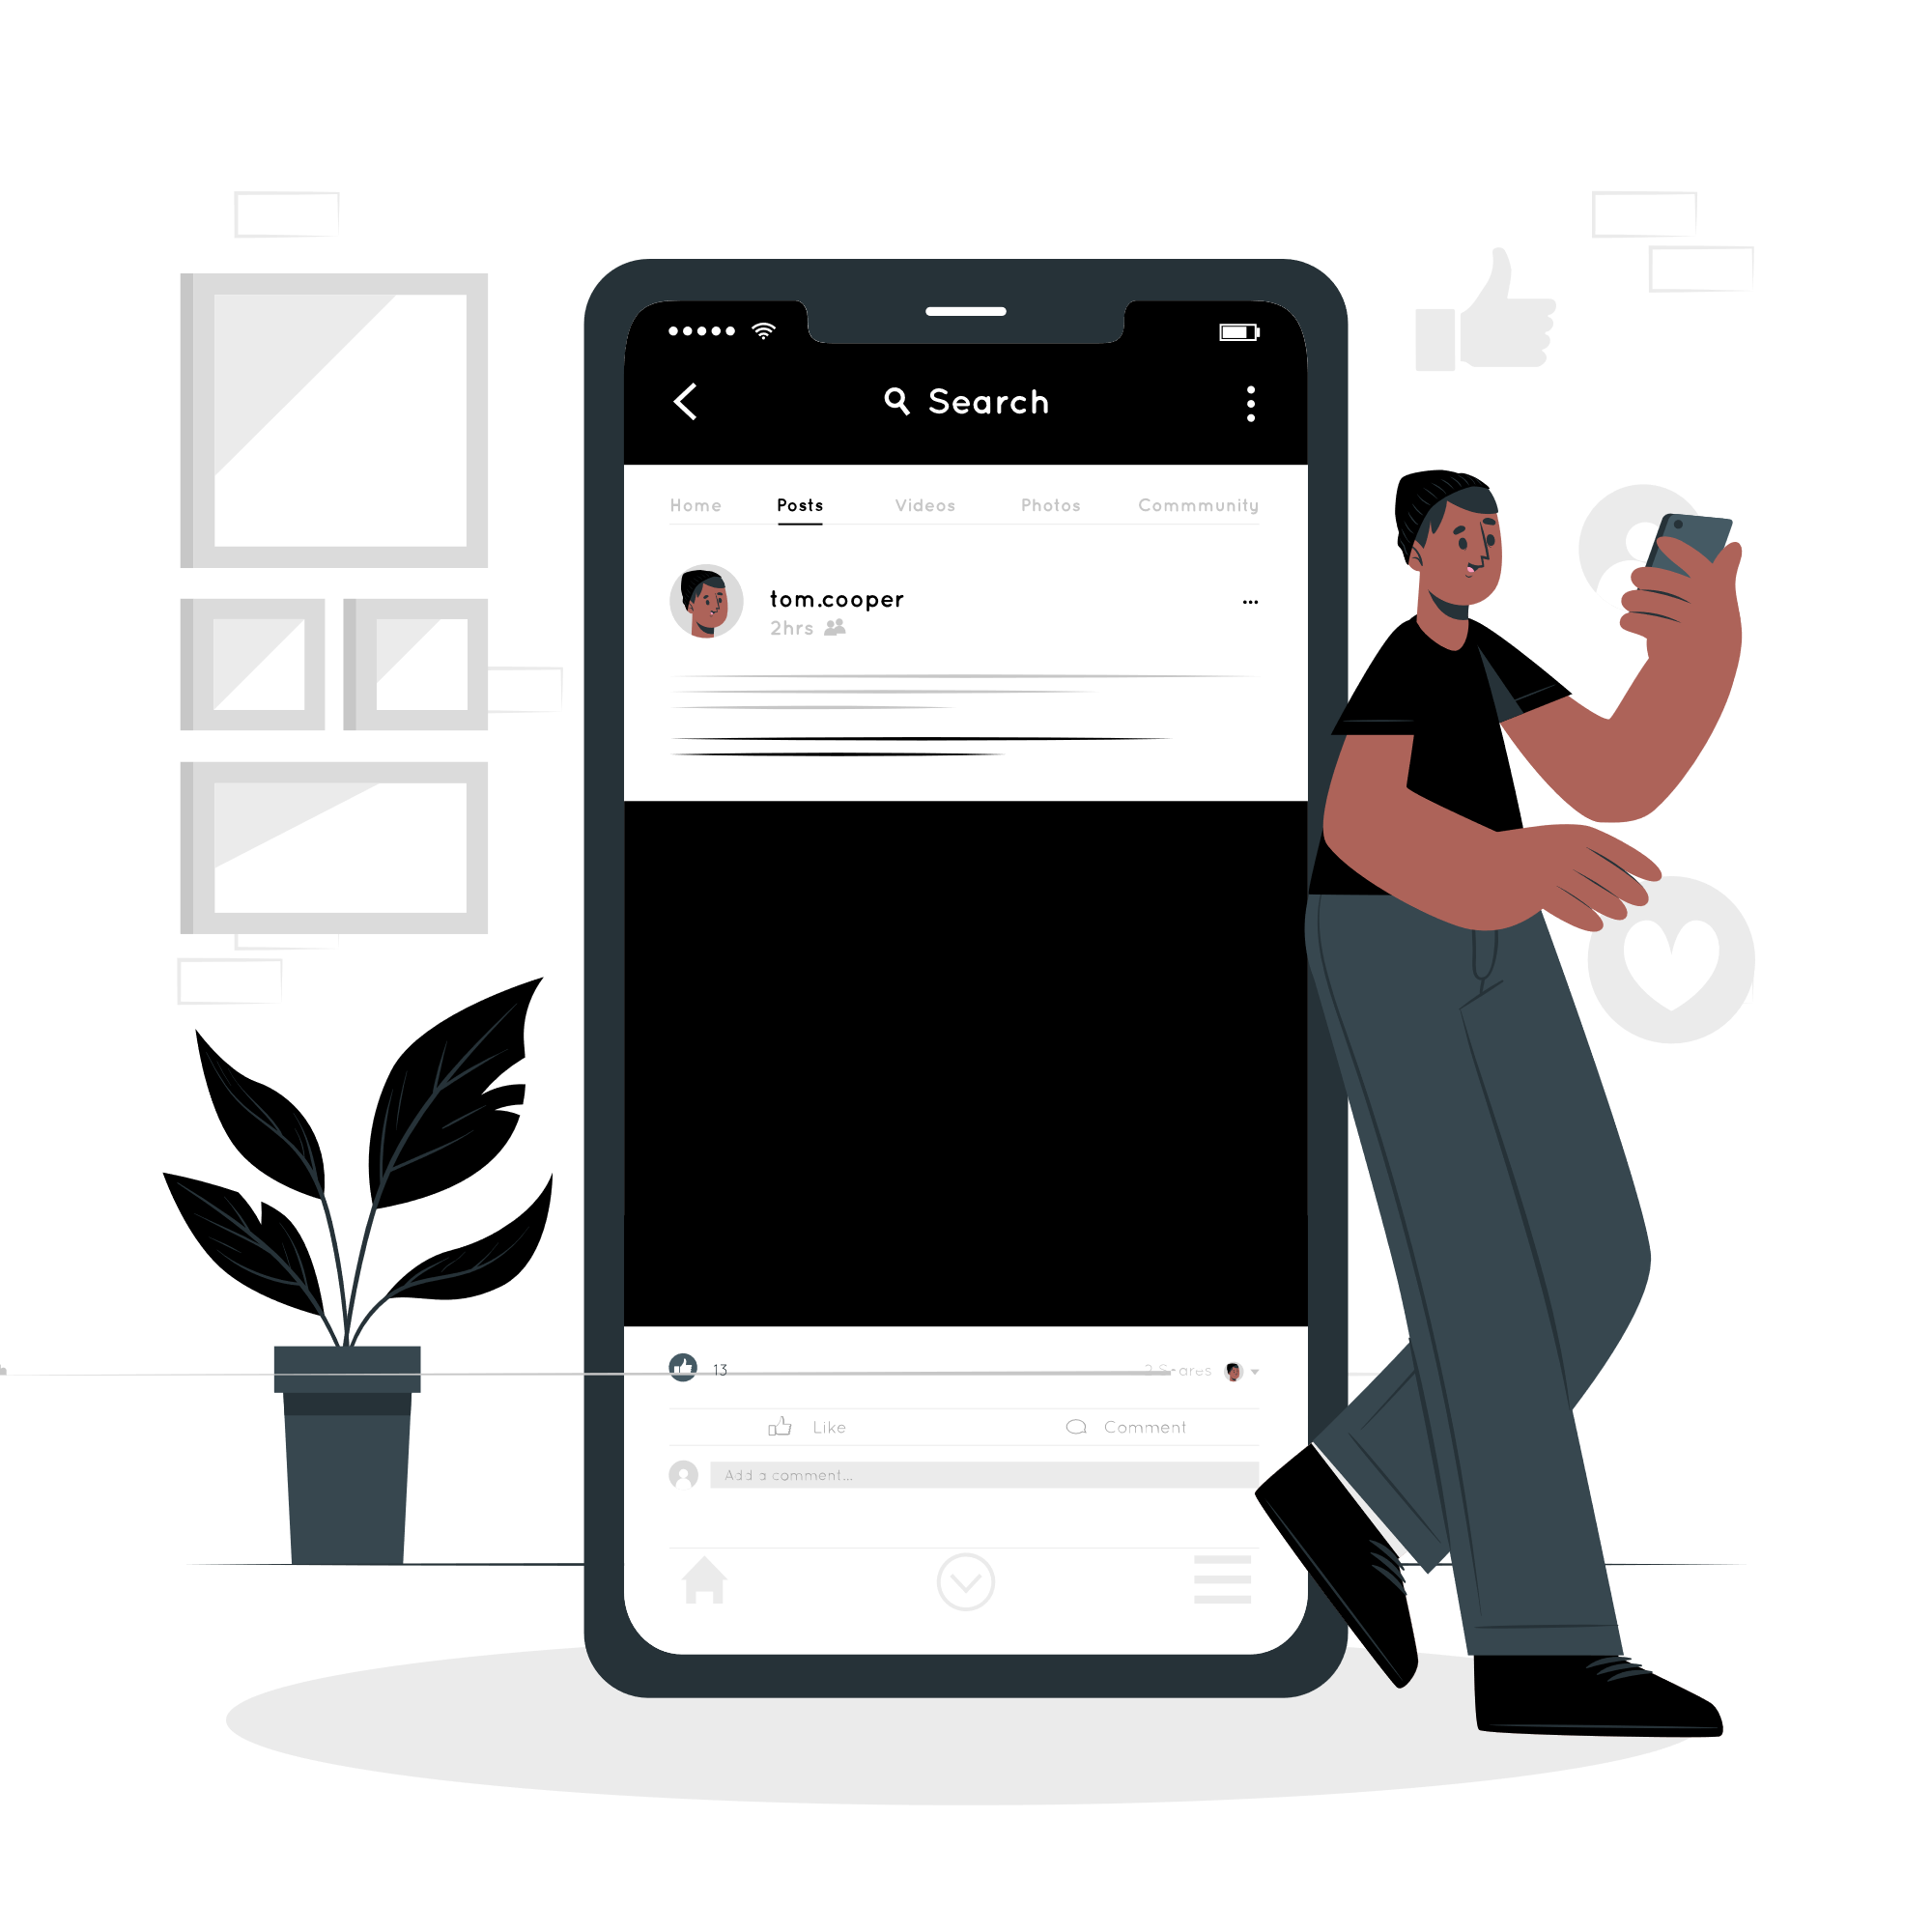 Search
Home Posts Videos Photos Commmunity
tom.cooper
2hrs
13
Like Comment
Add a comment...